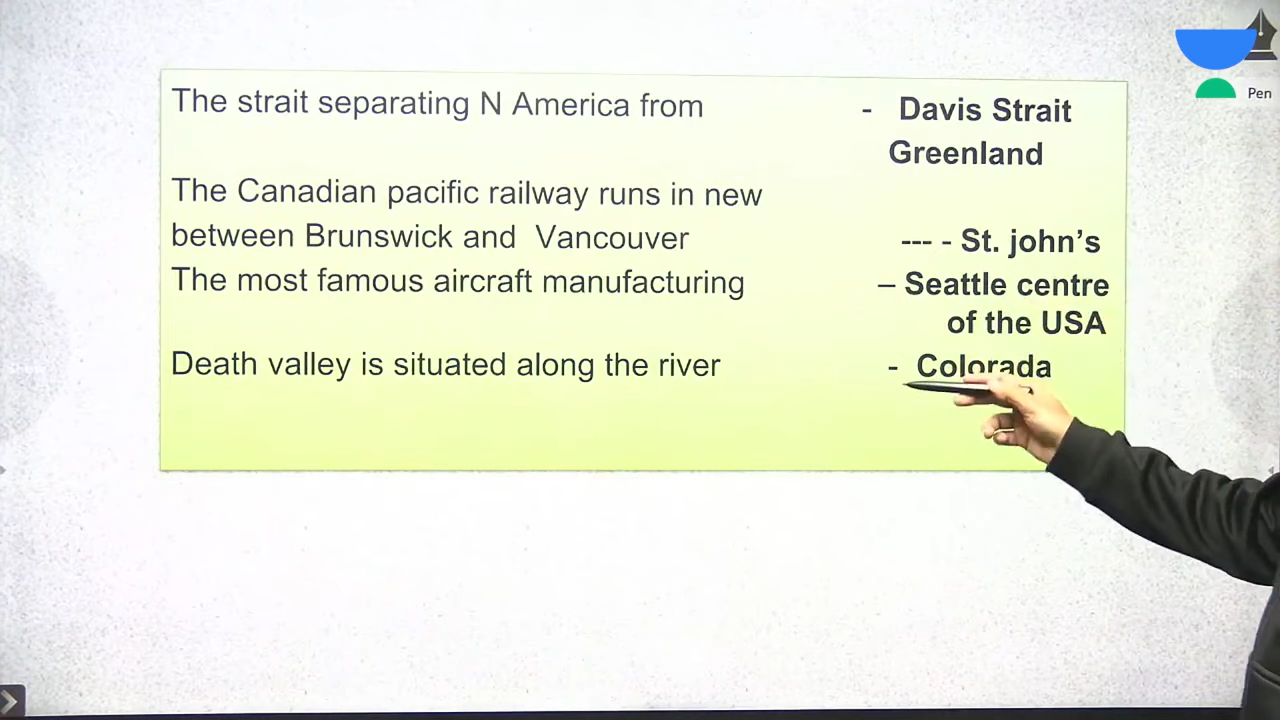 The strait separating N America from - Davis Strait
Greenland
The Canadian pacific railway runs in new
between Brunswick and Vancouver --- - St. john's
The most famous aircraft manufacturing – Seattle centre
of the USA
Death valley is situated along the river - Colorada
Pen